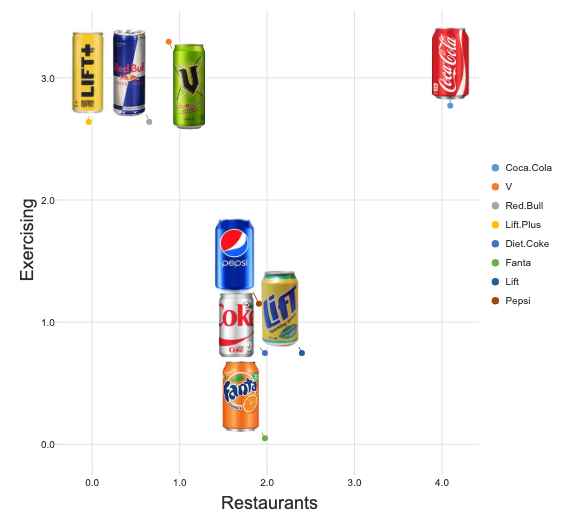 3.0
2.0
1.0
0.0
0.0
1.0
2.0
3.0
4.0
Exercising
Restaurants
LIFT+
Red Bull
V
Coca-Cola
pepsi
Coke
Coke
LiFT
Fanta
Coca.Cola
V
Red.Bull
Lift.Plus
Diet.Coke
Fanta
Lift
Pepsi